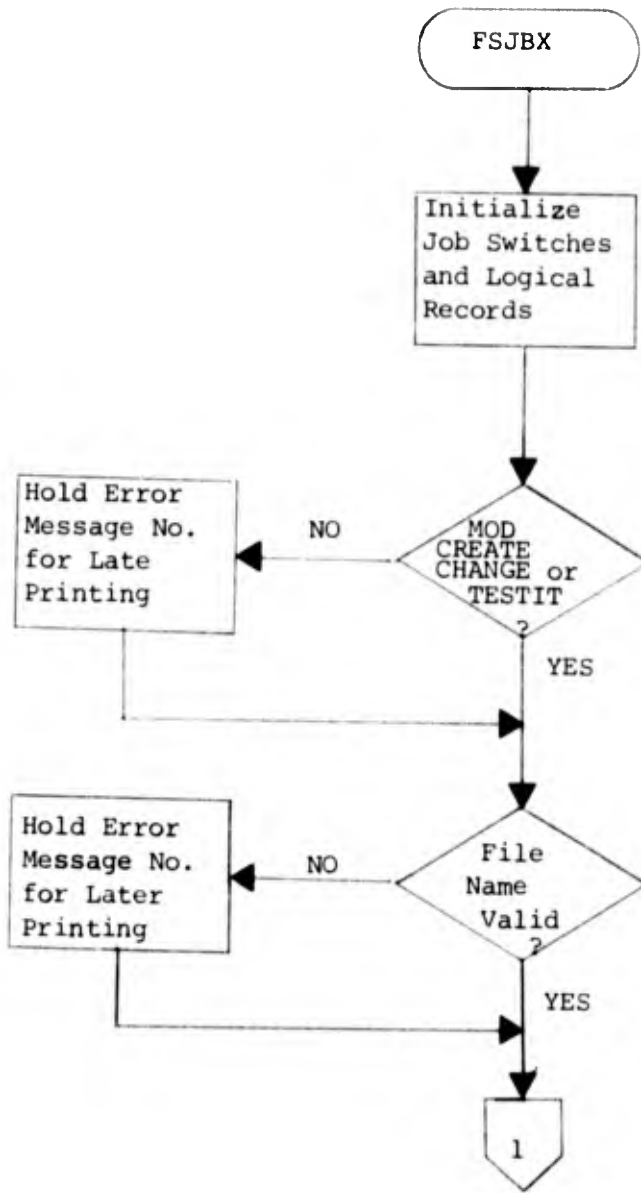 FSJBX
Initialize
Job Switches
and Logical
Records
Hold Error
Message No.
for Late
Printing
NO
MOD
CREATE
CHANGE or
TESTIT
?
YES
Hold Error
Message No.
for Later
Printing
NO
File
Name
Valid
?
YES
1